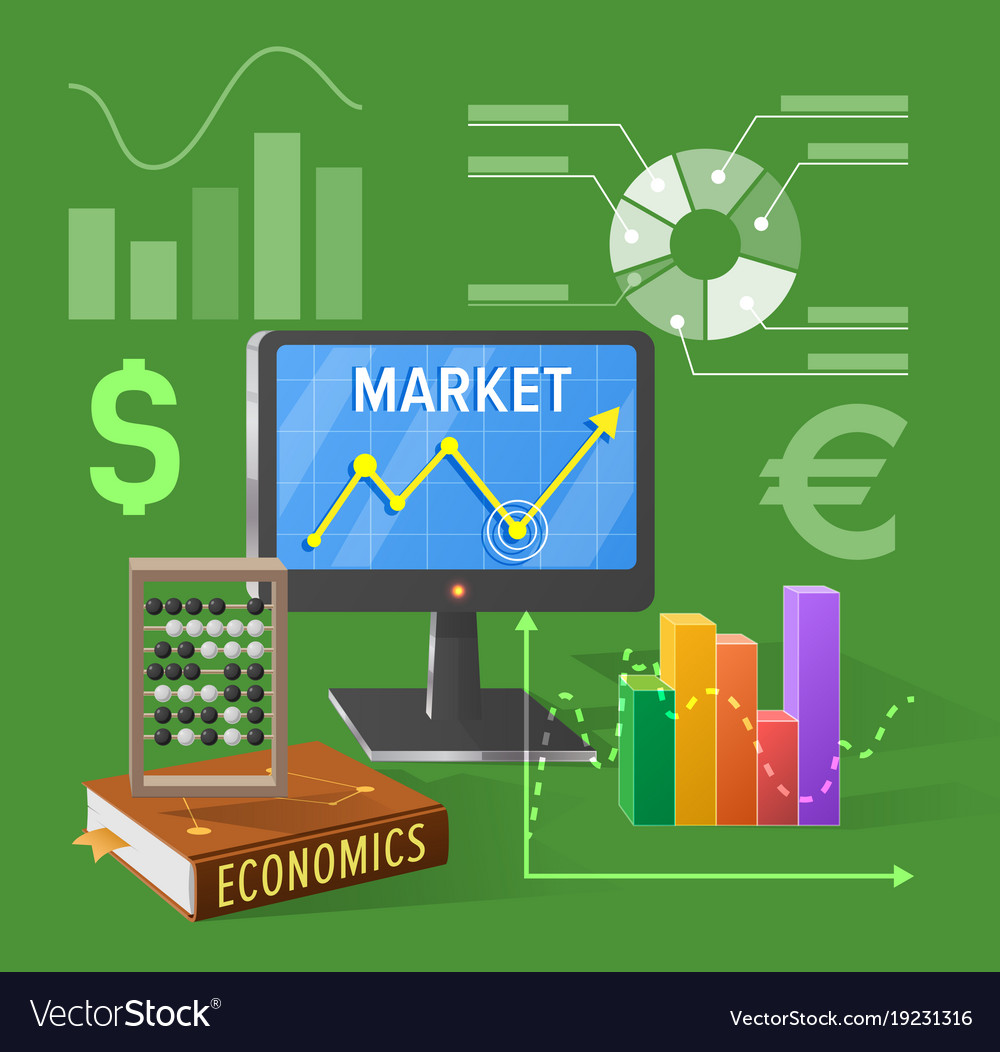 $
MARKET
€
ECONOMICS
VectorStock®
VectorStock.com/19231316